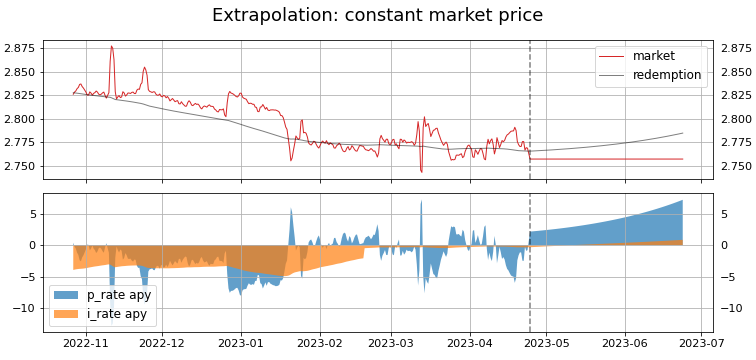 Extrapolation: constant market price
2.875 2.875
2.850 2.850
2.825 2.825
2.800 2.800
2.775 2.775
2.750 2.750
market
redemption
5 5
0 0
−5 −5
−10 −10
p_rate apy
i_rate apy
2022-11 2022-12 2023-01 2023-02 2023-03 2023-04 2023-05 2023-06 2023-07